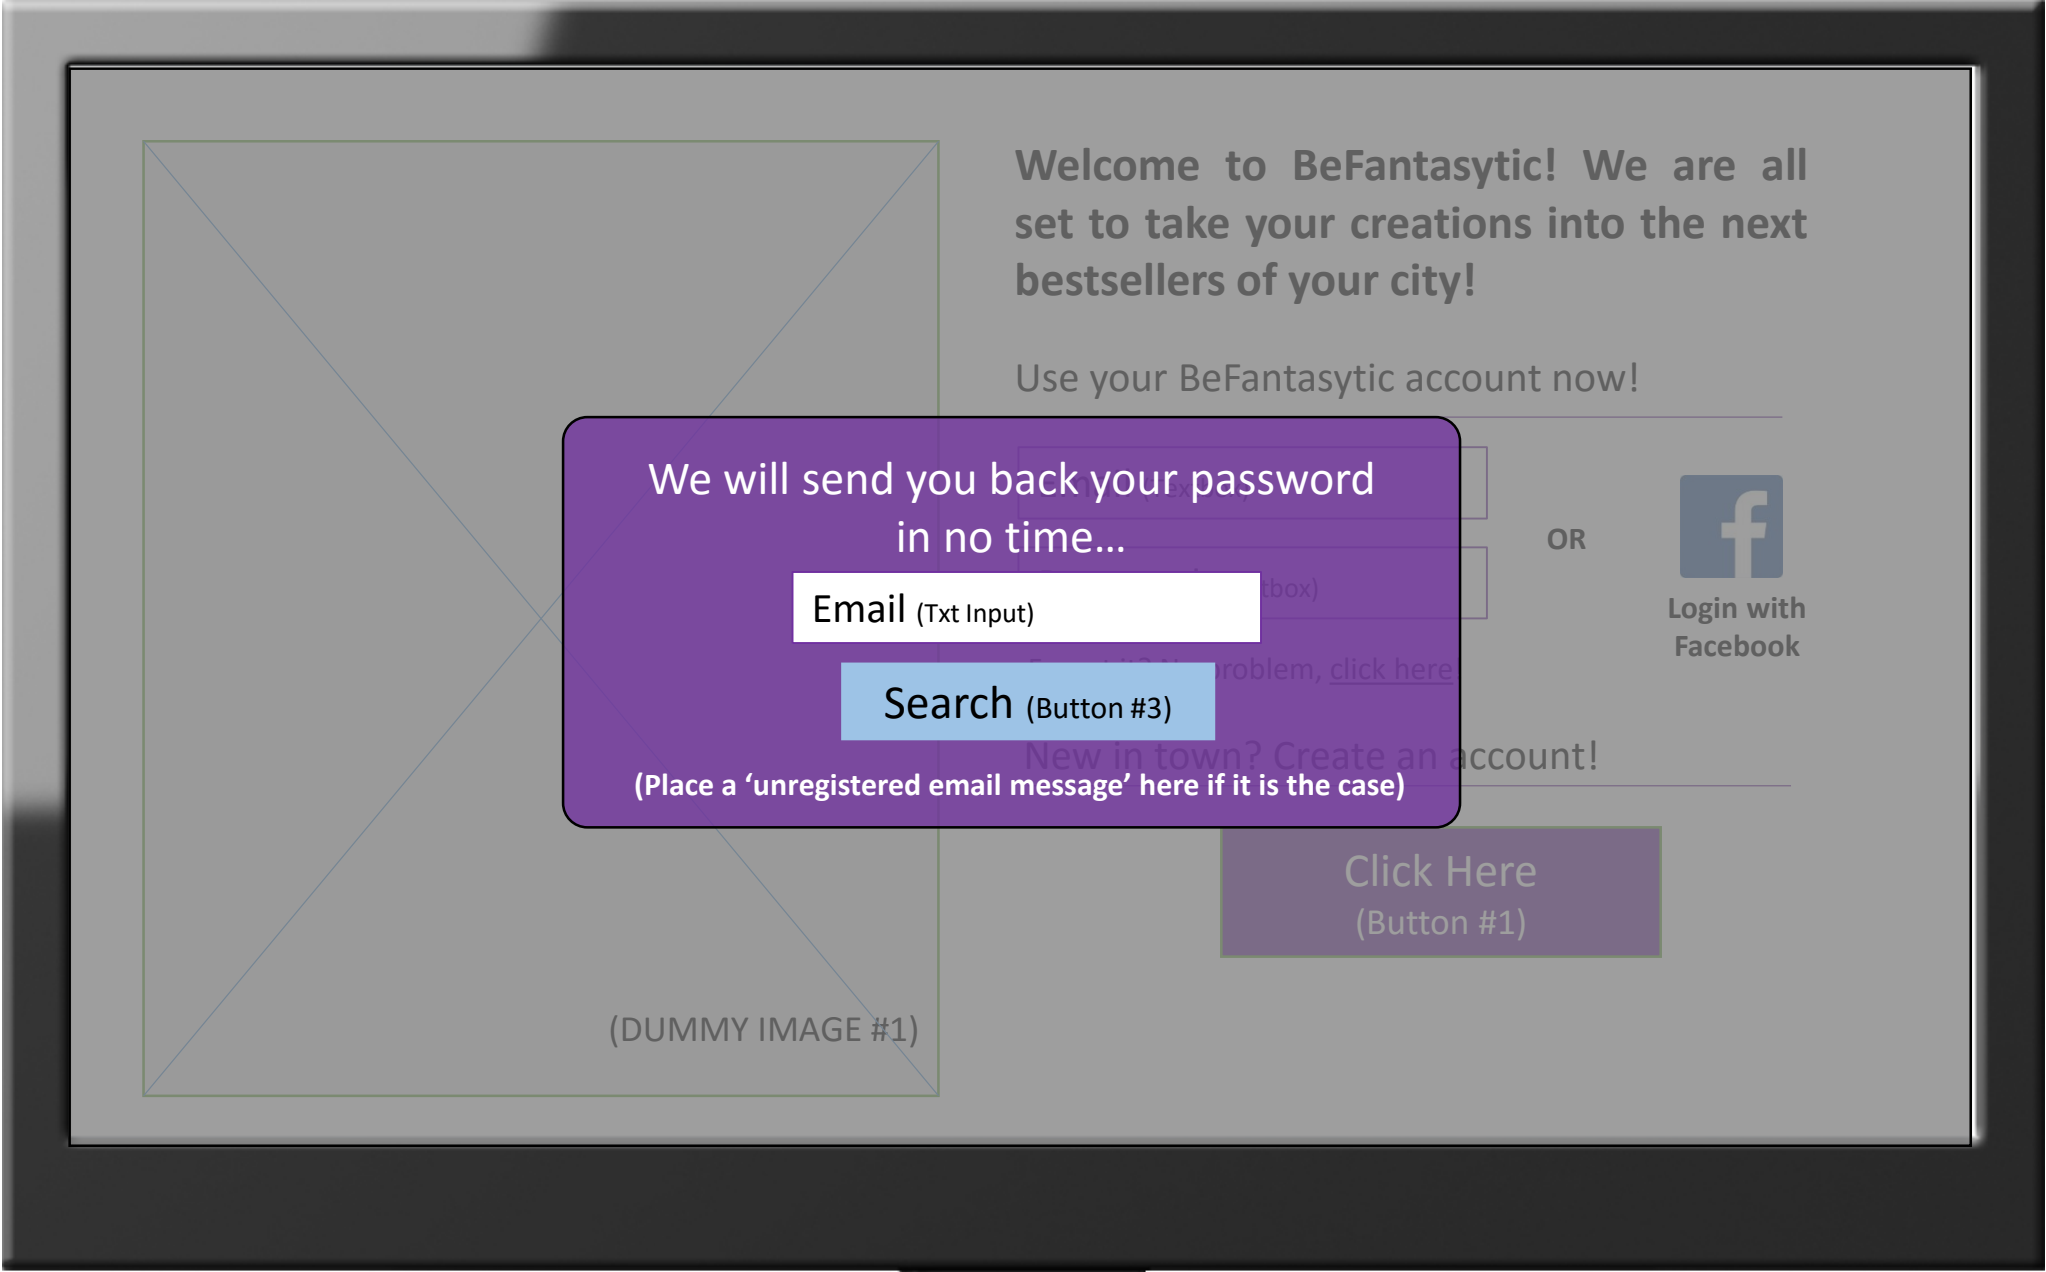 Welcome to BeFantasytic! We are all
set to take your creations into the next
bestsellers of your city!
Use your BeFantasytic account now!
We will send you back your password
in no time...
Email (Txt Input)
Search (Button #3)
(Place a ‘unregistered email message’ here if it is the case)
OR
Login with
Facebook
problem, click here
New in town? Create an account!
Click Here
(Button #1)
(DUMMY IMAGE #1)